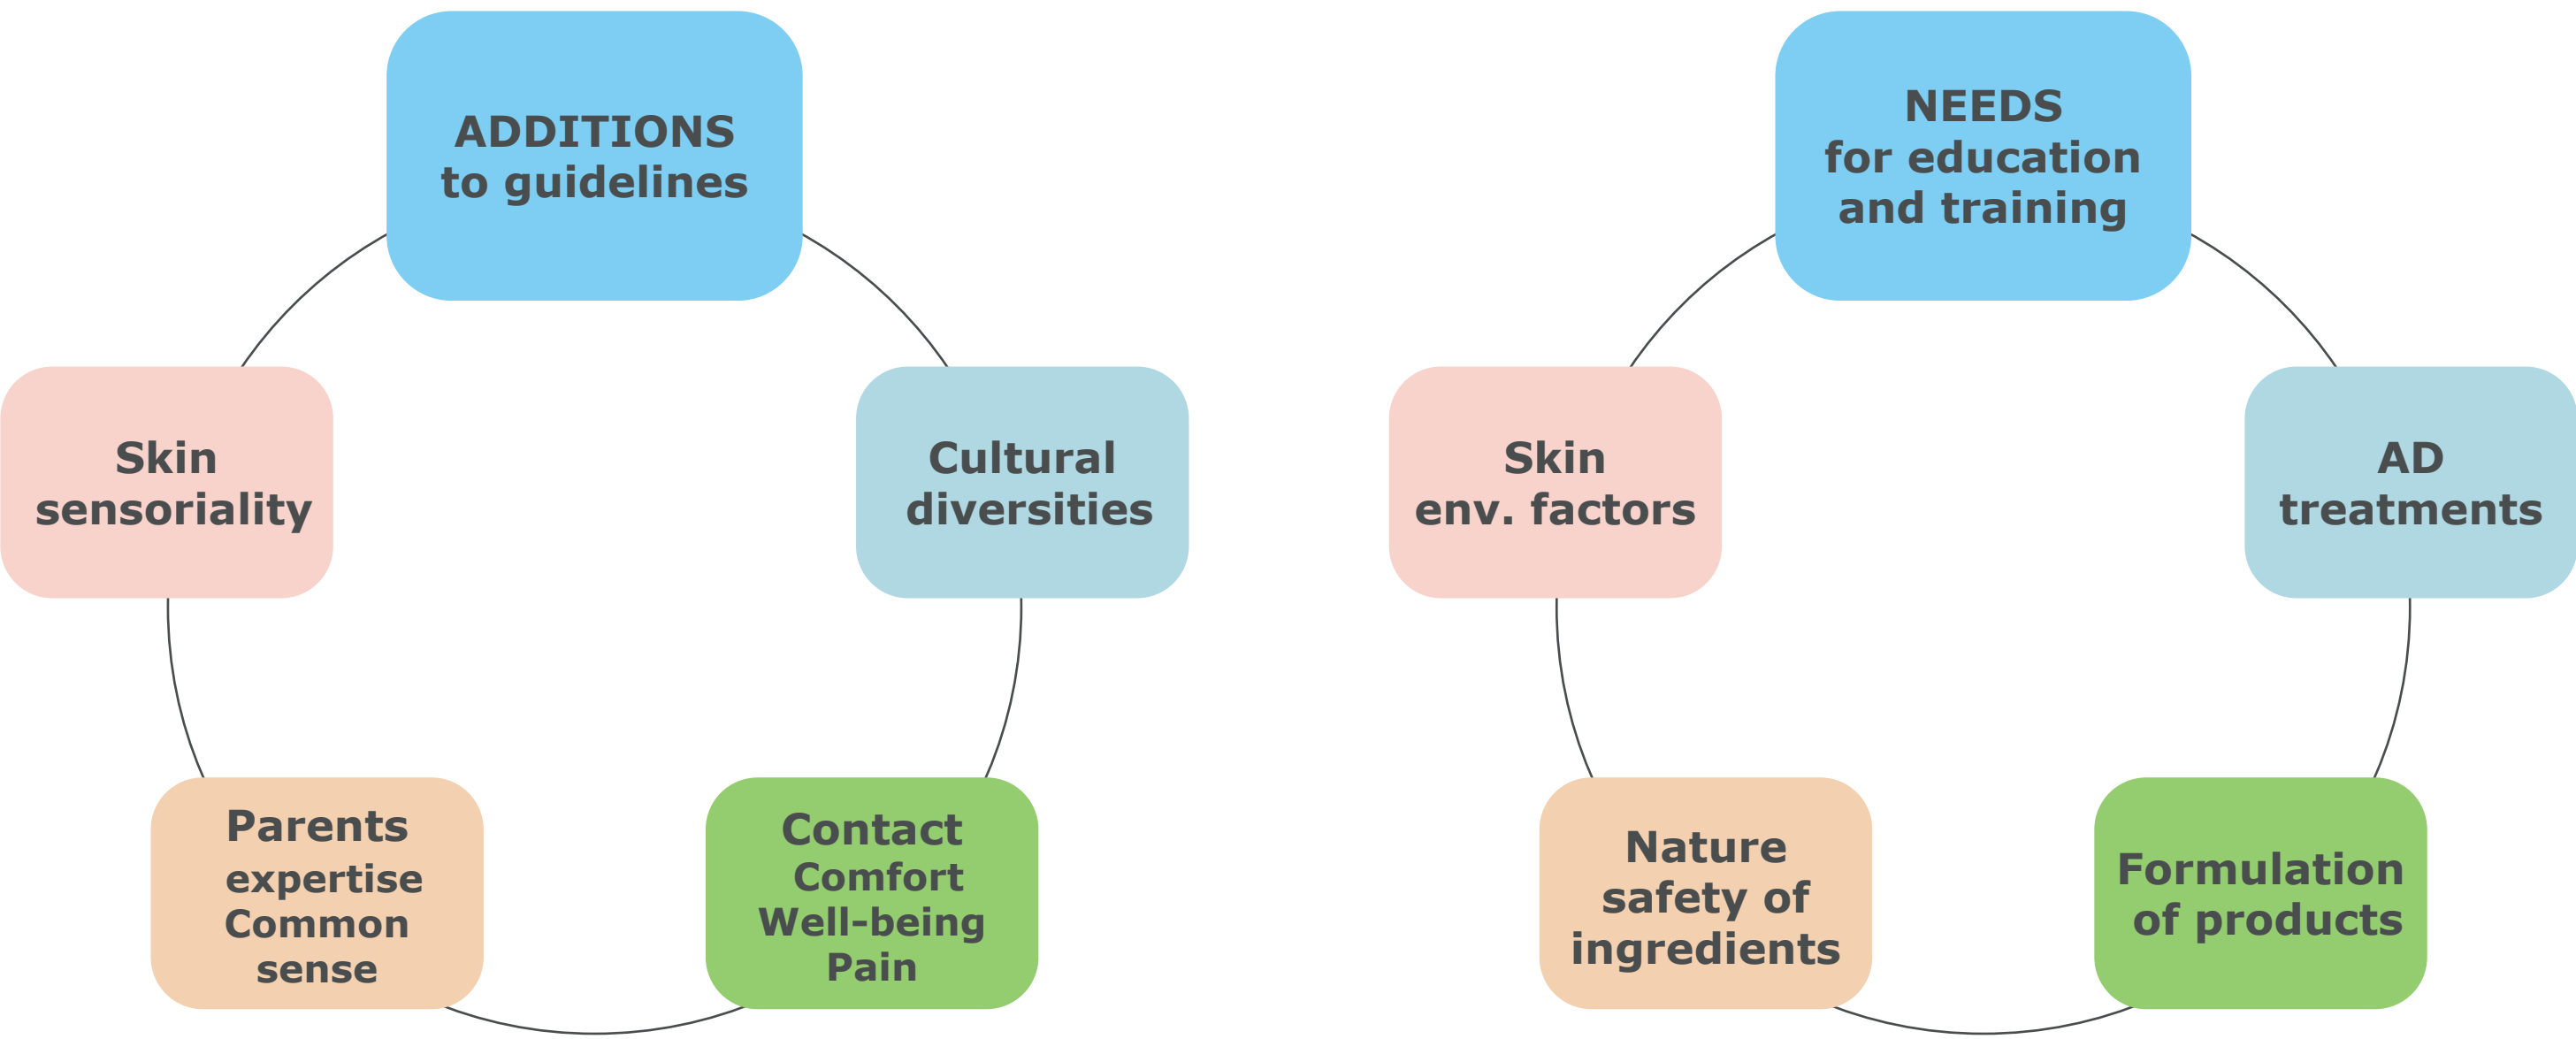 ADDITIONS
to guidelines
Skin
sensoriality
Cultural
diversities
Parents
expertise
Common
sense
Contact
Comfort
Well-being
Pain
NEEDS
for education
and training
Skin
env. factors
AD
treatments
Nature
safety of
ingredients
Formulation
of products